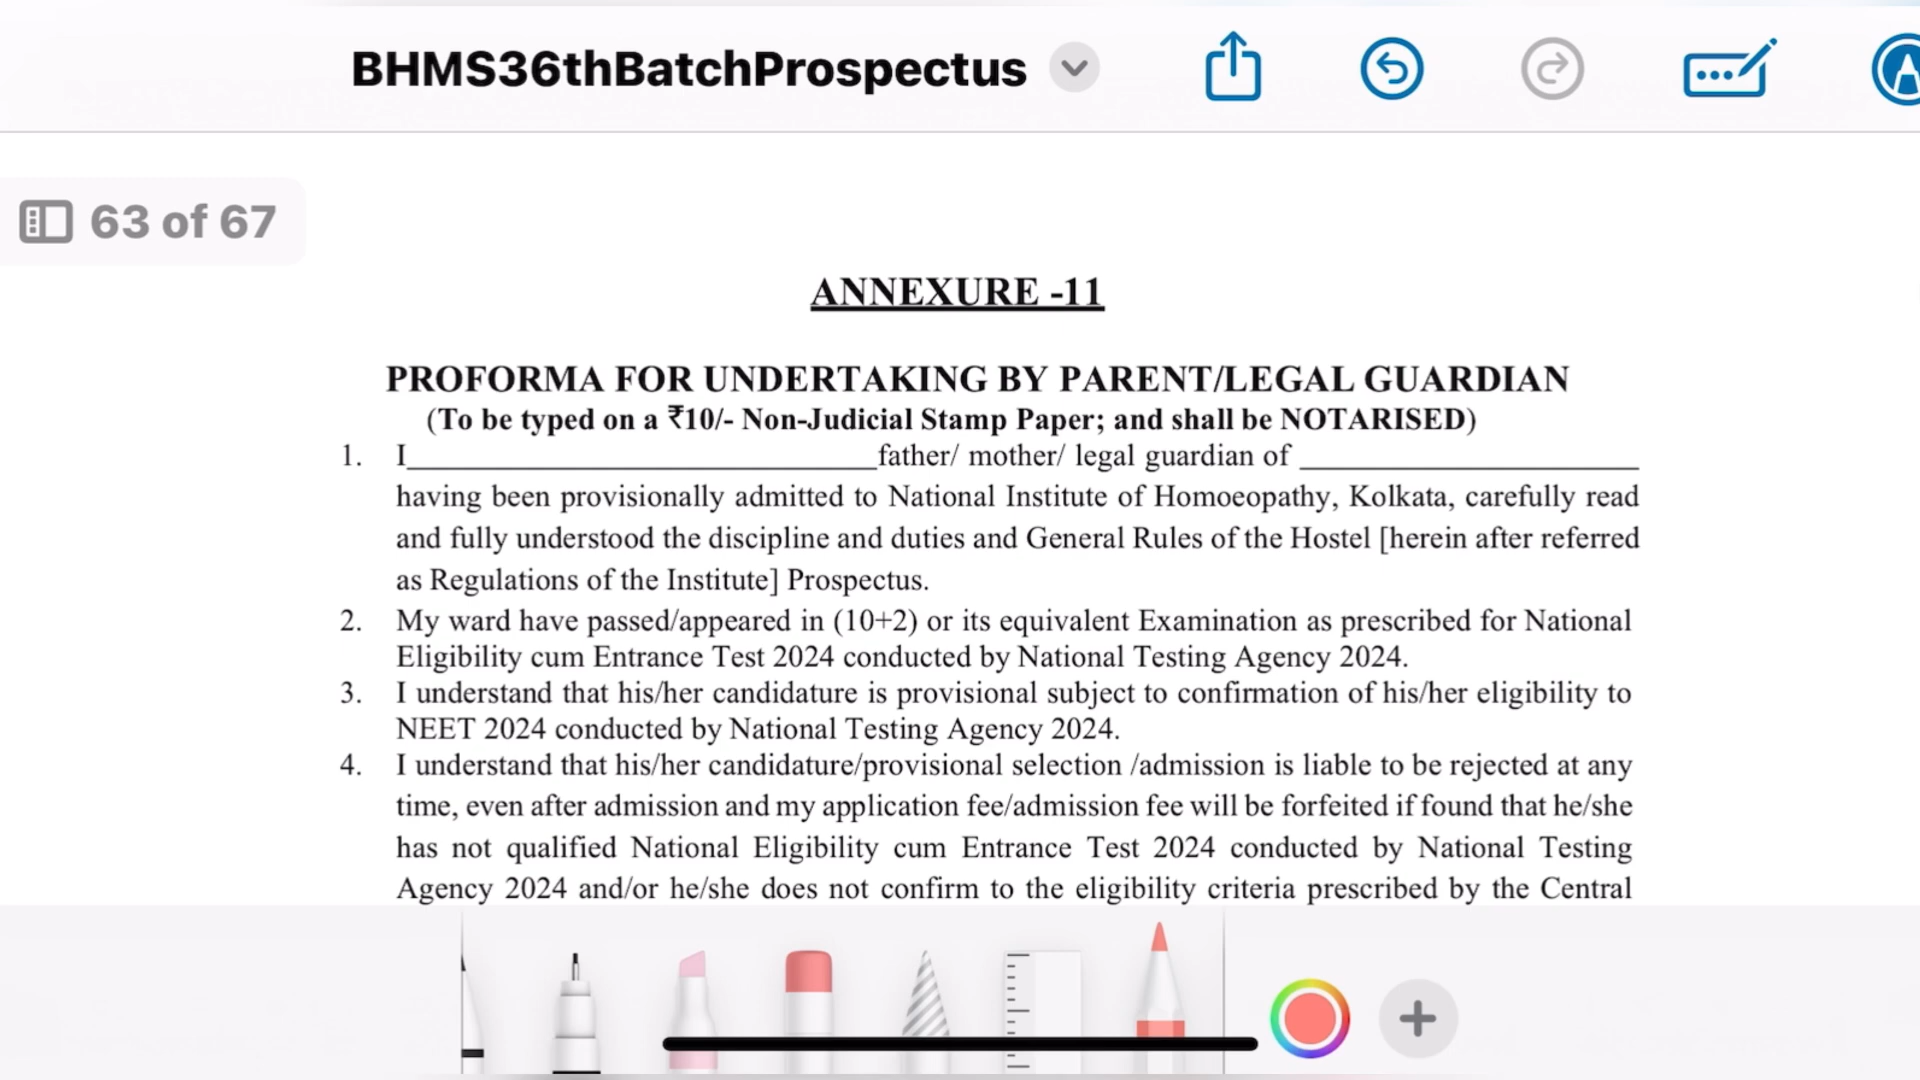 BHMS36thBatchProspectus
63 of 67
ANNEXURE -11
PROFORMA FOR UNDERTAKING BY PARENT/LEGAL GUARDIAN
(To be typed on a ₹10/- Non-Judicial Stamp Paper; and shall be NOTARISED)
1. I_______________________________father/ mother/ legal guardian of ______________________
having been provisionally admitted to National Institute of Homoeopathy, Kolkata, carefully read
and fully understood the discipline and duties and General Rules of the Hostel [herein after referred
as Regulations of the Institute] Prospectus.
2. My ward have passed/appeared in (10+2) or its equivalent Examination as prescribed for National
Eligibility cum Entrance Test 2024 conducted by National Testing Agency 2024.
3. I understand that his/her candidature is provisional subject to confirmation of his/her eligibility to
NEET 2024 conducted by National Testing Agency 2024.
4. I understand that his/her candidature/provisional selection /admission is liable to be rejected at any
time, even after admission and my application fee/admission fee will be forfeited if found that he/she
has not qualified National Eligibility cum Entrance Test 2024 conducted by National Testing
Agency 2024 and/or he/she does not confirm to the eligibility criteria prescribed by the Central